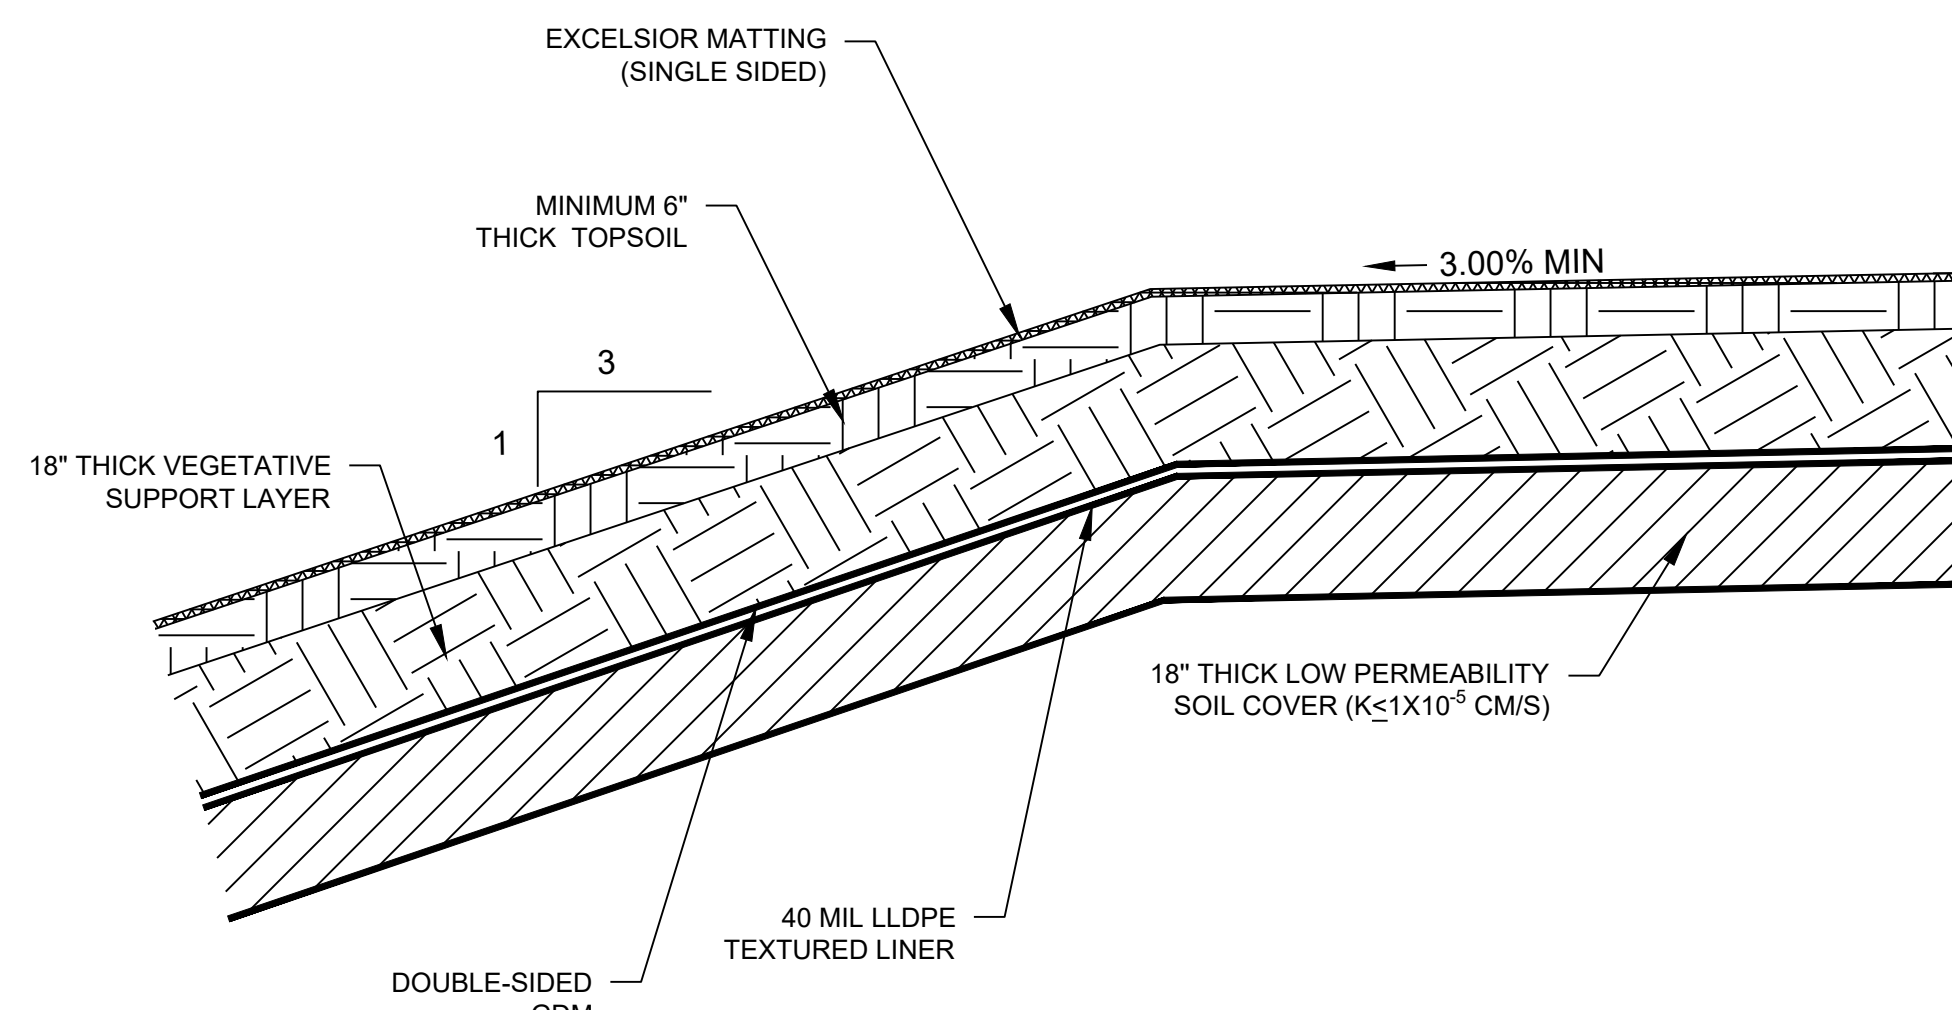 EXCELSIOR MATTING
(SINGLE SIDED)
MINIMUM 6"
THICK TOPSOIL
3.00% MIN
3
1
18" THICK VEGETATIVE
SUPPORT LAYER
18" THICK LOW PERMEABILITY
SOIL COVER (K≤1X10⁻⁵ CM/S)
40 MIL LLDPE
TEXTURED LINER
DOUBLE-SIDED